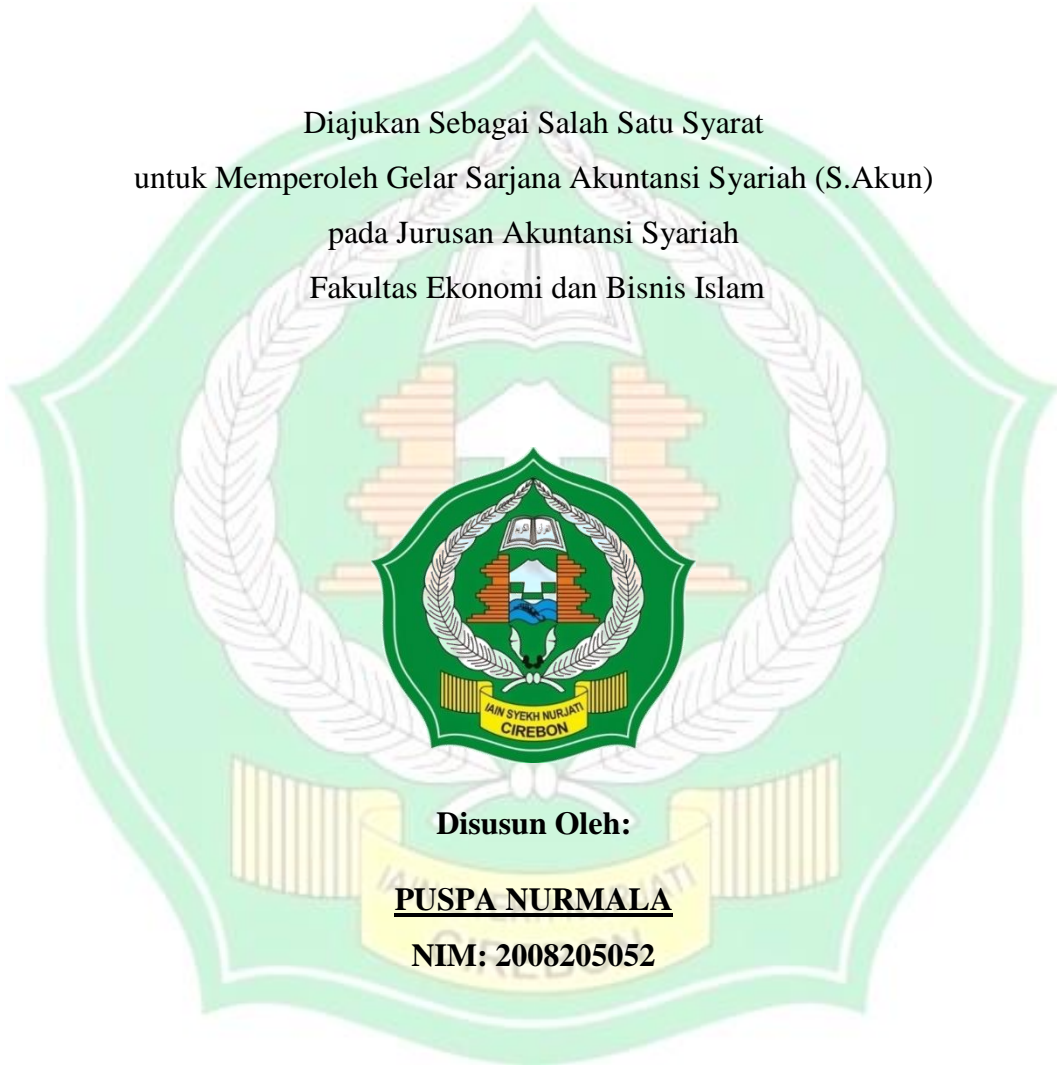 Diajukan Sebagai Salah Satu Syarat
untuk Memperoleh Gelar Sarjana Akuntansi Syariah (S.Akun)
pada Jurusan Akuntansi Syariah
Fakultas Ekonomi dan Bisnis Islam
IAIN SYEKH NURJATI
CIREBON
Disusun Oleh:
PUSPA NURMALA
NIM: 2008205052